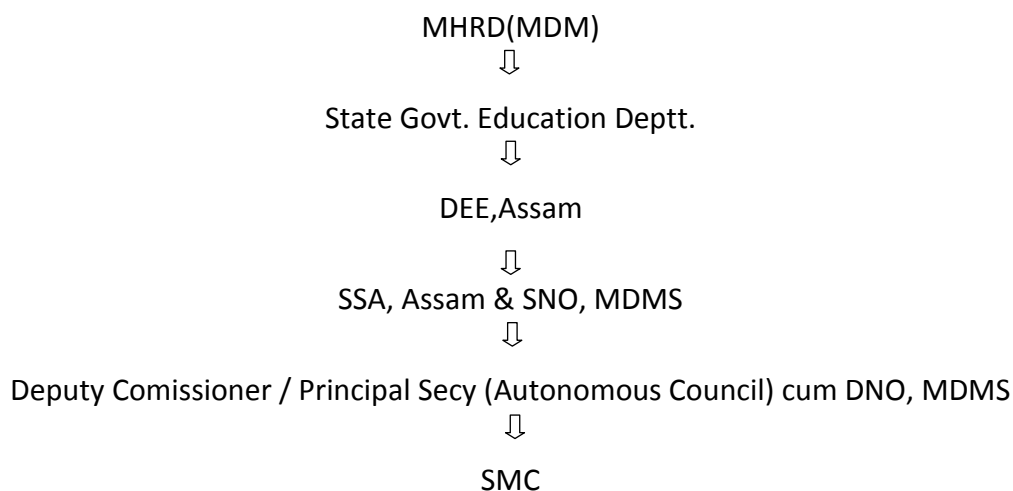 MHRD(MDM)
⇩
State Govt. Education Deptt.
⇩
DEE,Assam
⇩
SSA, Assam & SNO, MDMS
⇩
Deputy Comissioner / Principal Secy (Autonomous Council) cum DNO, MDMS
⇩
SMC